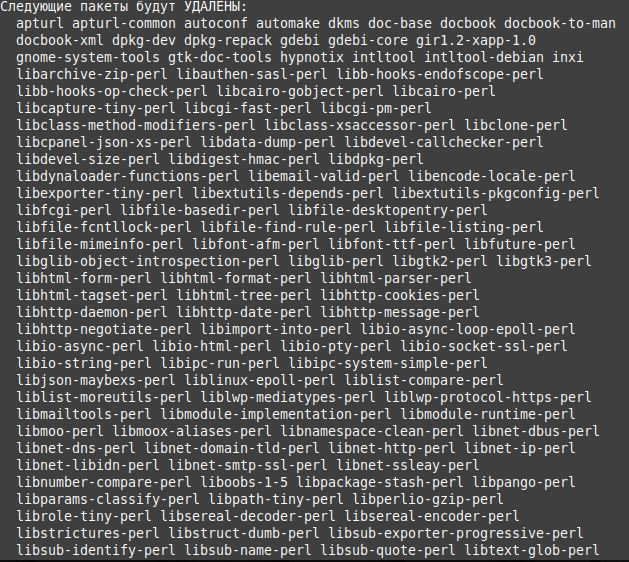 Следующие пакеты будут УДАЛЕНЫ:
apturl apturl-common autoconf automake dkms doc-base docbook docbook-to-man
docbook-xml dpkg-dev dpkg-repack gdebi gdebi-core gir1.2-xapp-1.0
gnome-system-tools gtk-doc-tools hypnotix intltool intltool-debian inxi
libarchive-zip-perl libauthen-sasl-perl libb-hooks-endofscope-perl
libb-hooks-op-check-perl libcairo-gobject-perl libcairo-perl
libcapture-tiny-perl libcgi-fast-perl libcgi-pm-perl
libclass-method-modifiers-perl libclass-xsaccessor-perl libclone-perl
libcpanel-json-xs-perl libdata-dump-perl libdevel-callchecker-perl
libdevel-size-perl libdigest-hmac-perl libdpkg-perl
libdynaloader-functions-perl libemail-valid-perl libencode-locale-perl
libexporter-tiny-perl libextutils-depends-perl libextutils-pkgconfig-perl
libfcgi-perl libfile-basedir-perl libfile-desktopentry-perl
libfile-fcntllock-perl libfile-find-rule-perl libfile-listing-perl
libfile-mimeinfo-perl libfont-afm-perl libfont-ttf-perl libfuture-perl
libglib-object-introspection-perl libglib-perl libgtk2-perl libgtk3-perl
libhtml-form-perl libhtml-format-perl libhtml-parser-perl
libhtml-tagset-perl libhtml-tree-perl libhttp-cookies-perl
libhttp-daemon-perl libhttp-date-perl libhttp-message-perl
libhttp-negotiate-perl libimport-into-perl libio-async-loop-epoll-perl
libio-async-perl libio-html-perl libio-pty-perl libio-socket-ssl-perl
libio-string-perl libipc-run-perl libipc-system-simple-perl
libjson-maybexs-perl liblinux-epoll-perl liblist-compare-perl
liblist-moreutils-perl liblwp-mediatypes-perl liblwp-protocol-https-perl
libmailtools-perl libmodule-implementation-perl libmodule-runtime-perl
libmoo-perl libmoox-aliases-perl libnamespace-clean-perl libnet-dbus-perl
libnet-dns-perl libnet-domain-tld-perl libnet-http-perl libnet-ip-perl
libnet-libidn-perl libnet-smtp-ssl-perl libnet-ssleay-perl
libnumber-compare-perl liboobs-1-5 libpackage-stash-perl libpango-perl
libparams-classify-perl libpath-tiny-perl libperlio-gzip-perl
librole-tiny-perl libsereal-decoder-perl libsereal-encoder-perl
libstrictures-perl libstruct-dumb-perl libsub-exporter-progressive-perl
libsub-identify-perl libsub-name-perl libsub-quote-perl libtext-glob-perl